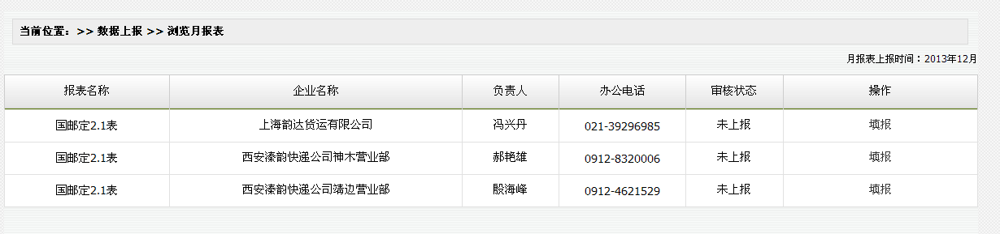 当前位置：>> 数据上报 >> 浏览月报表
月报表上报时间：2013年12月
报表名称 企业名称 负责人 办公电话 审核状态 操作
国邮定2.1表 上海韵达货运有限公司 冯兴丹 021-39296985 未上报 填报
国邮定2.1表 西安溱韵快递公司神木营业部 郝艳雄 0912-8320006 未上报 填报
国邮定2.1表 西安溱韵快递公司靖边营业部 殷海峰 0912-4621529 未上报 填报